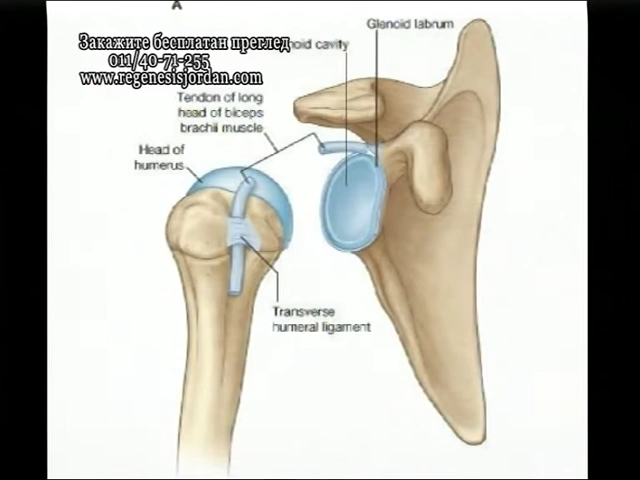 A
Glenoid labrum
Закажите бесплатан преглед
011/40-71-255
www.regenesisjordan.com
cavity
Tendon of long
head of biceps
brachii muscle
Head of
humerus
Transverse
humeral ligament